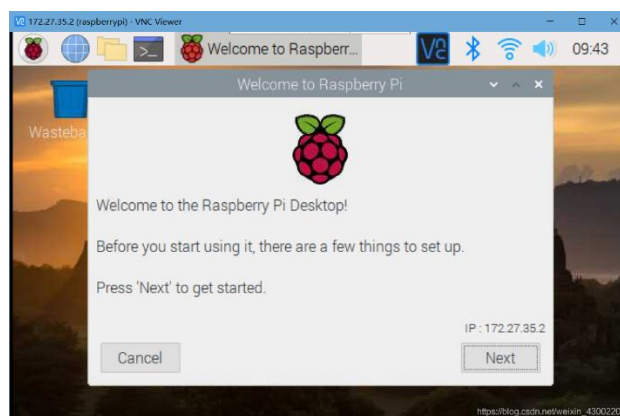 172.27.35.2 (raspberrypi) - VNC Viewer
Welcome to Raspberr...
09:43
Welcome to Raspberry Pi
Wasteba
Welcome to the Raspberry Pi Desktop!
Before you start using it, there are a few things to set up.
Press 'Next' to get started.
IP : 172.27.35.2
Cancel
Next
https://blog.csdn.net/weixin_4300220